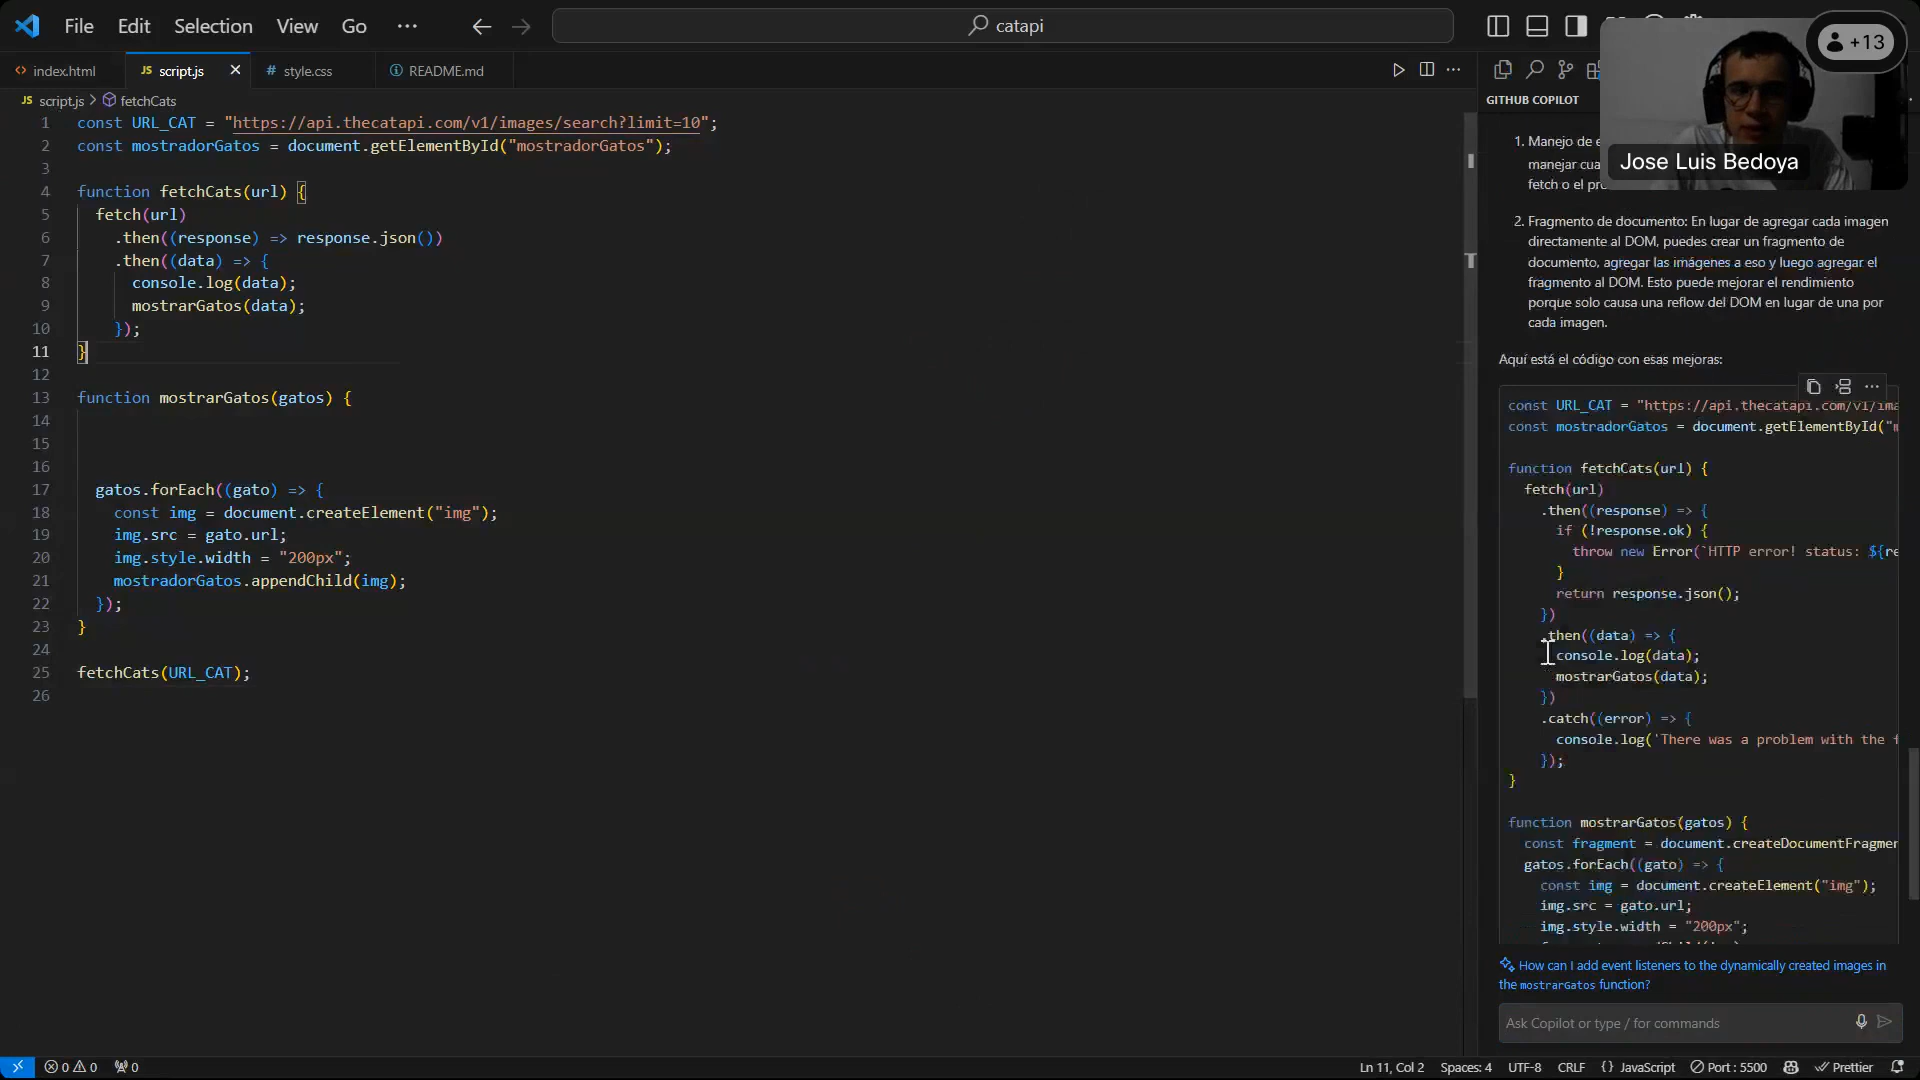 File Edit Selection View Go ··· catapi
+13
index.html JS script.js # style.css README.md
JS script.js > fetchCats
GITHUB COPILOT
Jose Luis Bedoya
1 const URL_CAT = "https://api.thecatapi.com/v1/images/search?limit=10";
2 const mostradorGatos = document.getElementById("mostradorGatos");
3
4 function fetchCats(url) {
5 fetch(url)
6 .then((response) => response.json())
7 .then((data) => {
8 console.log(data);
9 mostrarGatos(data);
10 });
11 }
12
13 function mostrarGatos(gatos) {
14
15
16
17 gatos.forEach((gato) => {
18 const img = document.createElement("img");
19 img.src = gato.url;
20 img.style.width = "200px";
21 mostradorGatos.appendChild(img);
22 });
23 }
24
25 fetchCats(URL_CAT);
26
1. Manejo de
manejar
fetch o el
2. Fragmento de documento: En lugar de agregar cada imagen
directamente al DOM, puedes crear un fragmento de
documento, agregar las imágenes a eso y luego agregar el
fragmento al DOM. Esto puede mejorar el rendimiento
porque solo causa una reflow del DOM en lugar de una por
cada imagen.
Aquí está el código con esas mejoras:
const URL_CAT = "https://api.thecatapi.com/v1/ima
const mostradorGatos = document.getElementById("m
function fetchCats(url) {
fetch(url)
.then((response) => {
if (!response.ok) {
throw new Error(`HTTP error! status: ${re
}
return response.json();
})
.then((data) => {
console.log(data);
mostrarGatos(data);
})
.catch((error) => {
console.log('There was a problem with the f
});
}
function mostrarGatos(gatos) {
const fragment = document.createDocumentFragmen
gatos.forEach((gato) => {
const img = document.createElement("img");
img.src = gato.url;
img.style.width = "200px";
How can I add event listeners to the dynamically created images in
the mostrarGatos function?
Ask Copilot or type / for commands
0 0 0 Ln 11, Col 2 Spaces: 4 UTF-8 CRLF {} JavaScript Port : 5500 Prettier